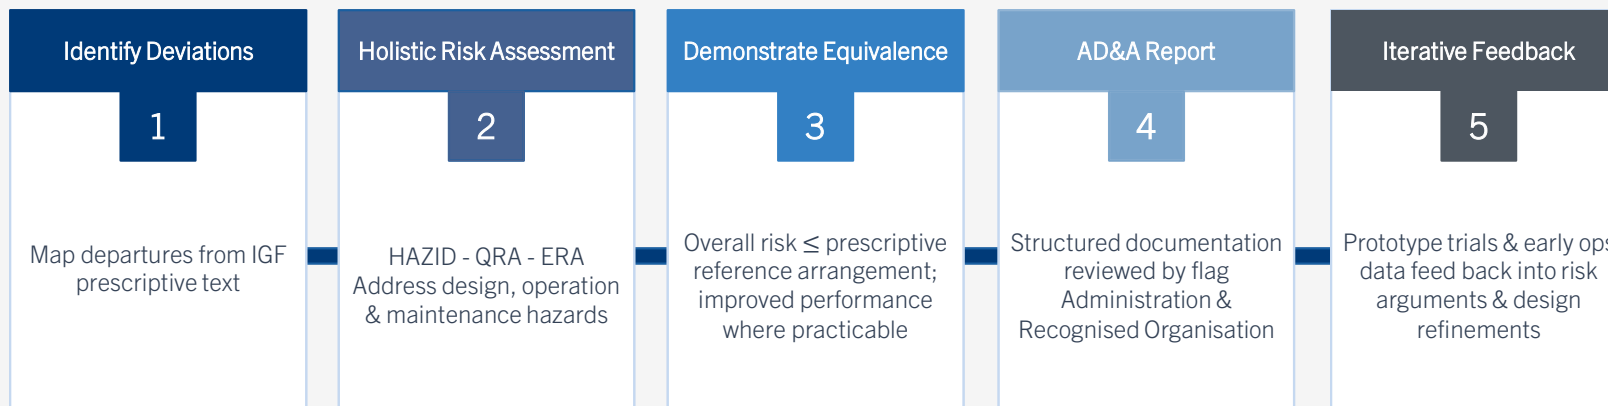 Identify Deviations
1
Map departures from IGF
prescriptive text
Holistic Risk Assessment
2
HAZID - QRA - ERA
Address design, operation
& maintenance hazards
Demonstrate Equivalence
3
Overall risk ≤ prescriptive
reference arrangement;
improved performance
where practicable
AD&A Report
4
Structured documentation
reviewed by flag
Administration &
Recognised Organisation
Iterative Feedback
5
Prototype trials & early ops
data feed back into risk
arguments & design
refinements